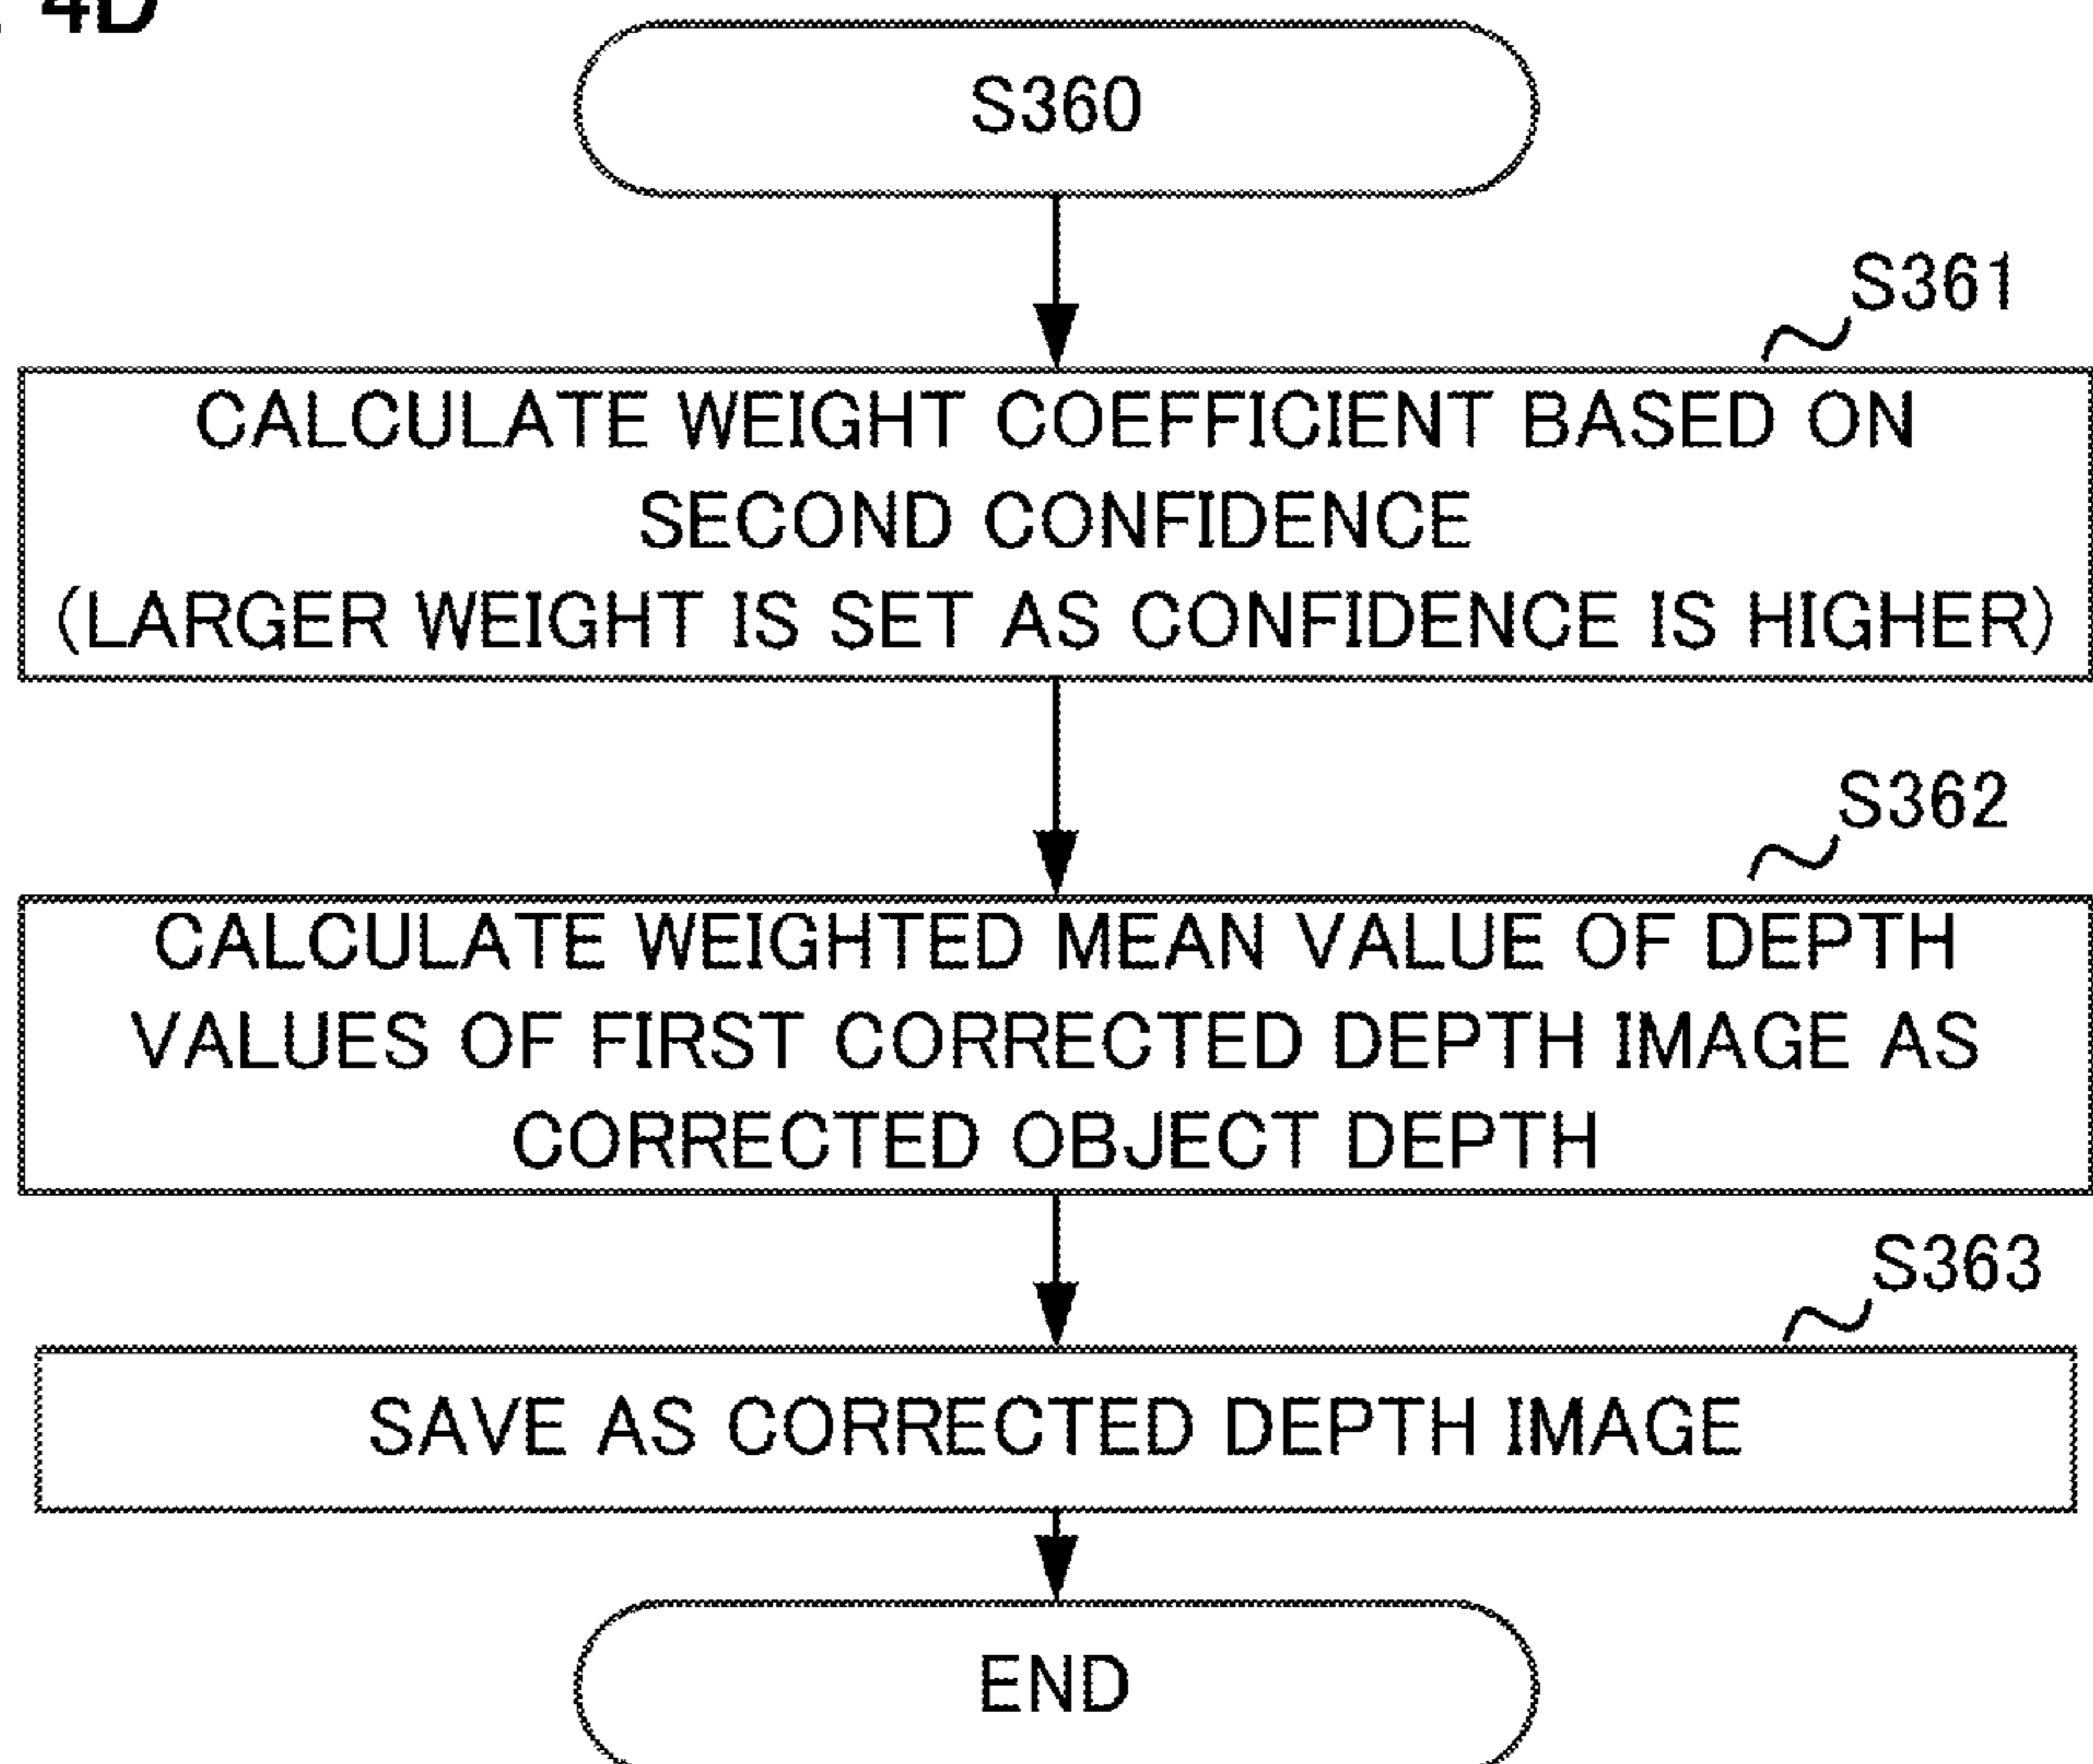 4D
S360
S361
CALCULATE WEIGHT COEFFICIENT BASED ON
SECOND CONFIDENCE
(LARGER WEIGHT IS SET AS CONFIDENCE IS HIGHER)
S362
CALCULATE WEIGHTED MEAN VALUE OF DEPTH
VALUES OF FIRST CORRECTED DEPTH IMAGE AS
CORRECTED OBJECT DEPTH
S363
SAVE AS CORRECTED DEPTH IMAGE
END